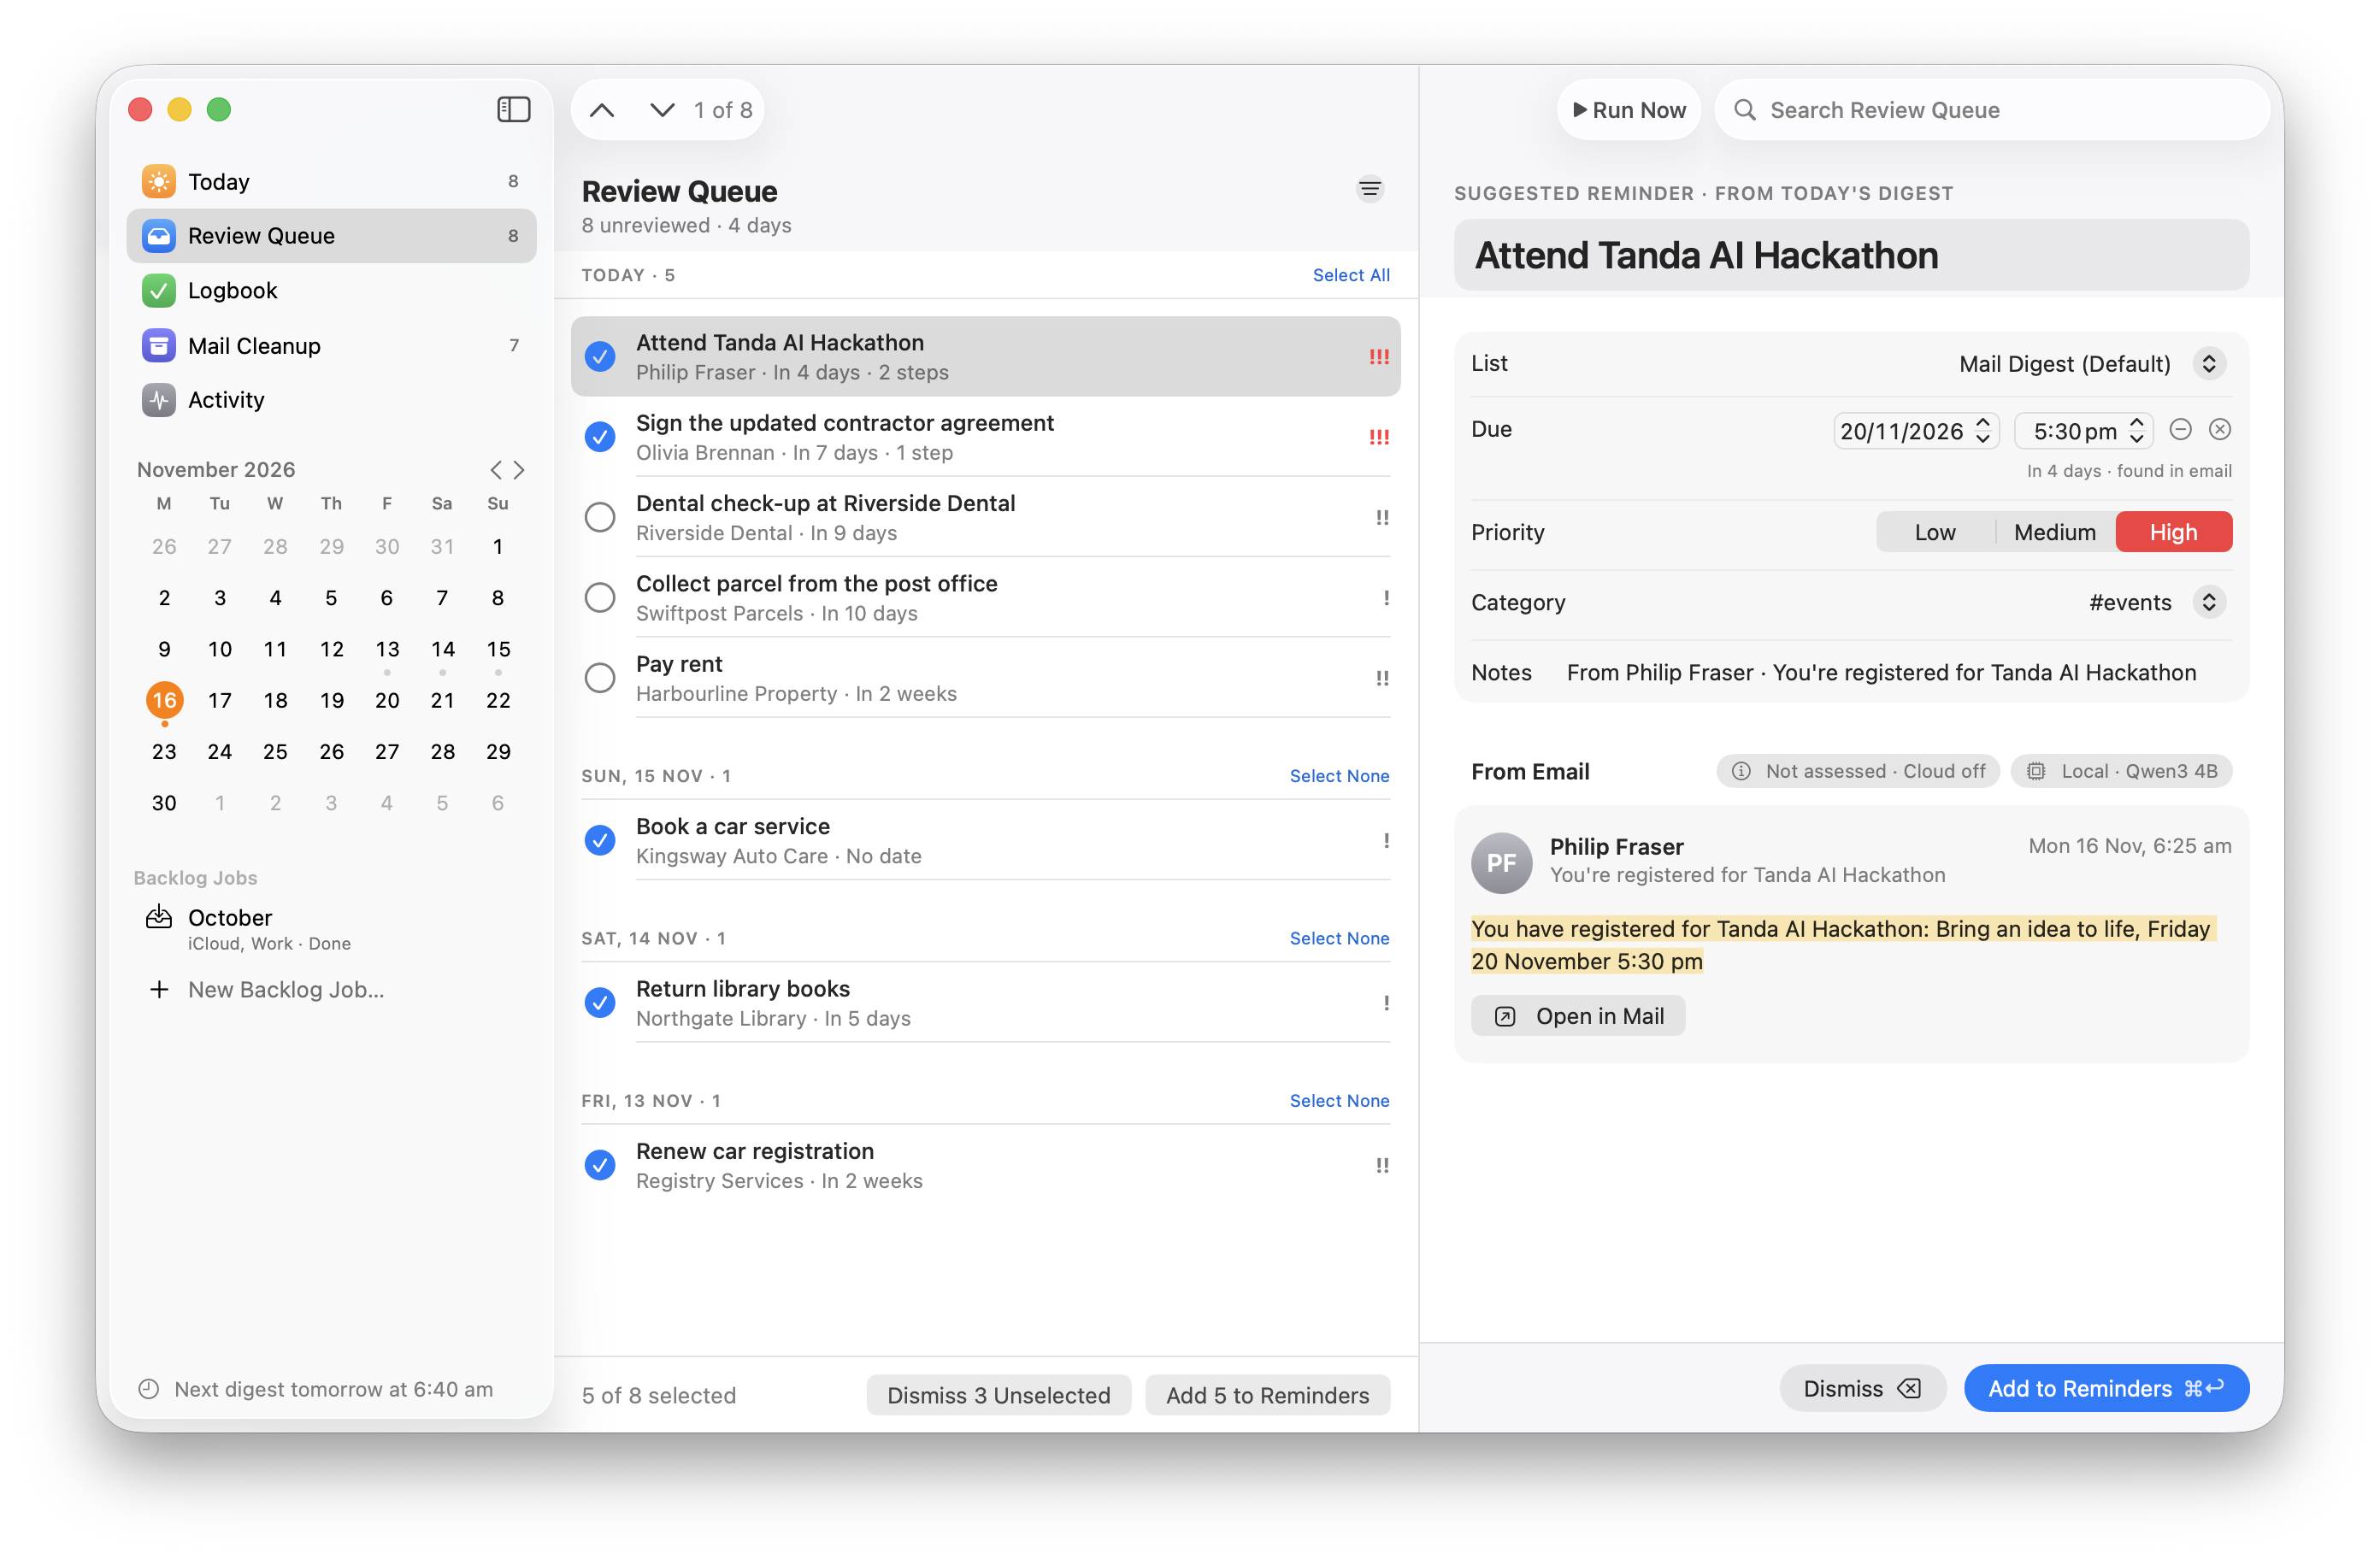 Today 8
Review Queue 8
Logbook
Mail Cleanup 7
Activity
November 2026
M Tu W Th F Sa Su
26 27 28 29 30 31 1
2 3 4 5 6 7 8
9 10 11 12 13 14 15
16 17 18 19 20 21 22
23 24 25 26 27 28 29
30 1 2 3 4 5 6
Backlog Jobs
October
iCloud, Work · Done
New Backlog Job...
Next digest tomorrow at 6:40 am
1 of 8
Review Queue
8 unreviewed · 4 days
TODAY · 5 Select All
Attend Tanda AI Hackathon
Philip Fraser · In 4 days · 2 steps !!!
Sign the updated contractor agreement
Olivia Brennan · In 7 days · 1 step !!!
Dental check-up at Riverside Dental
Riverside Dental · In 9 days !!
Collect parcel from the post office
Swiftpost Parcels · In 10 days !
Pay rent
Harbourline Property · In 2 weeks !!
SUN, 15 NOV · 1 Select None
Book a car service
Kingsway Auto Care · No date !
SAT, 14 NOV · 1 Select None
Return library books
Northgate Library · In 5 days !
FRI, 13 NOV · 1 Select None
Renew car registration
Registry Services · In 2 weeks !!
5 of 8 selected Dismiss 3 Unselected Add 5 to Reminders
Run Now Search Review Queue
SUGGESTED REMINDER · FROM TODAY'S DIGEST
Attend Tanda AI Hackathon
List Mail Digest (Default)
Due 20/11/2026 5:30 pm
In 4 days · found in email
Priority Low Medium High
Category #events
Notes From Philip Fraser · You're registered for Tanda AI Hackathon
From Email Not assessed · Cloud off Local · Qwen3 4B
PF Philip Fraser Mon 16 Nov, 6:25 am
You're registered for Tanda AI Hackathon
You have registered for Tanda AI Hackathon: Bring an idea to life, Friday
20 November 5:30 pm
Open in Mail
Dismiss Add to Reminders ⌘↩